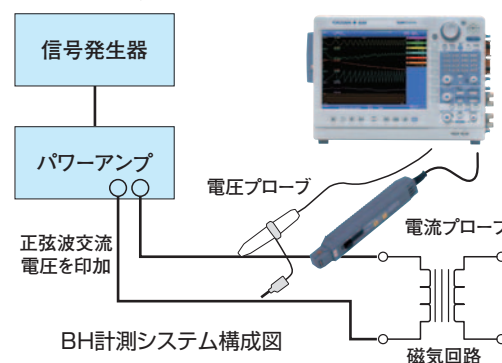 信号発生器
パワーアンプ
電圧プローブ
電流プローブ
正弦波交流
電圧を印加
BH計測システム構成図
磁気回路